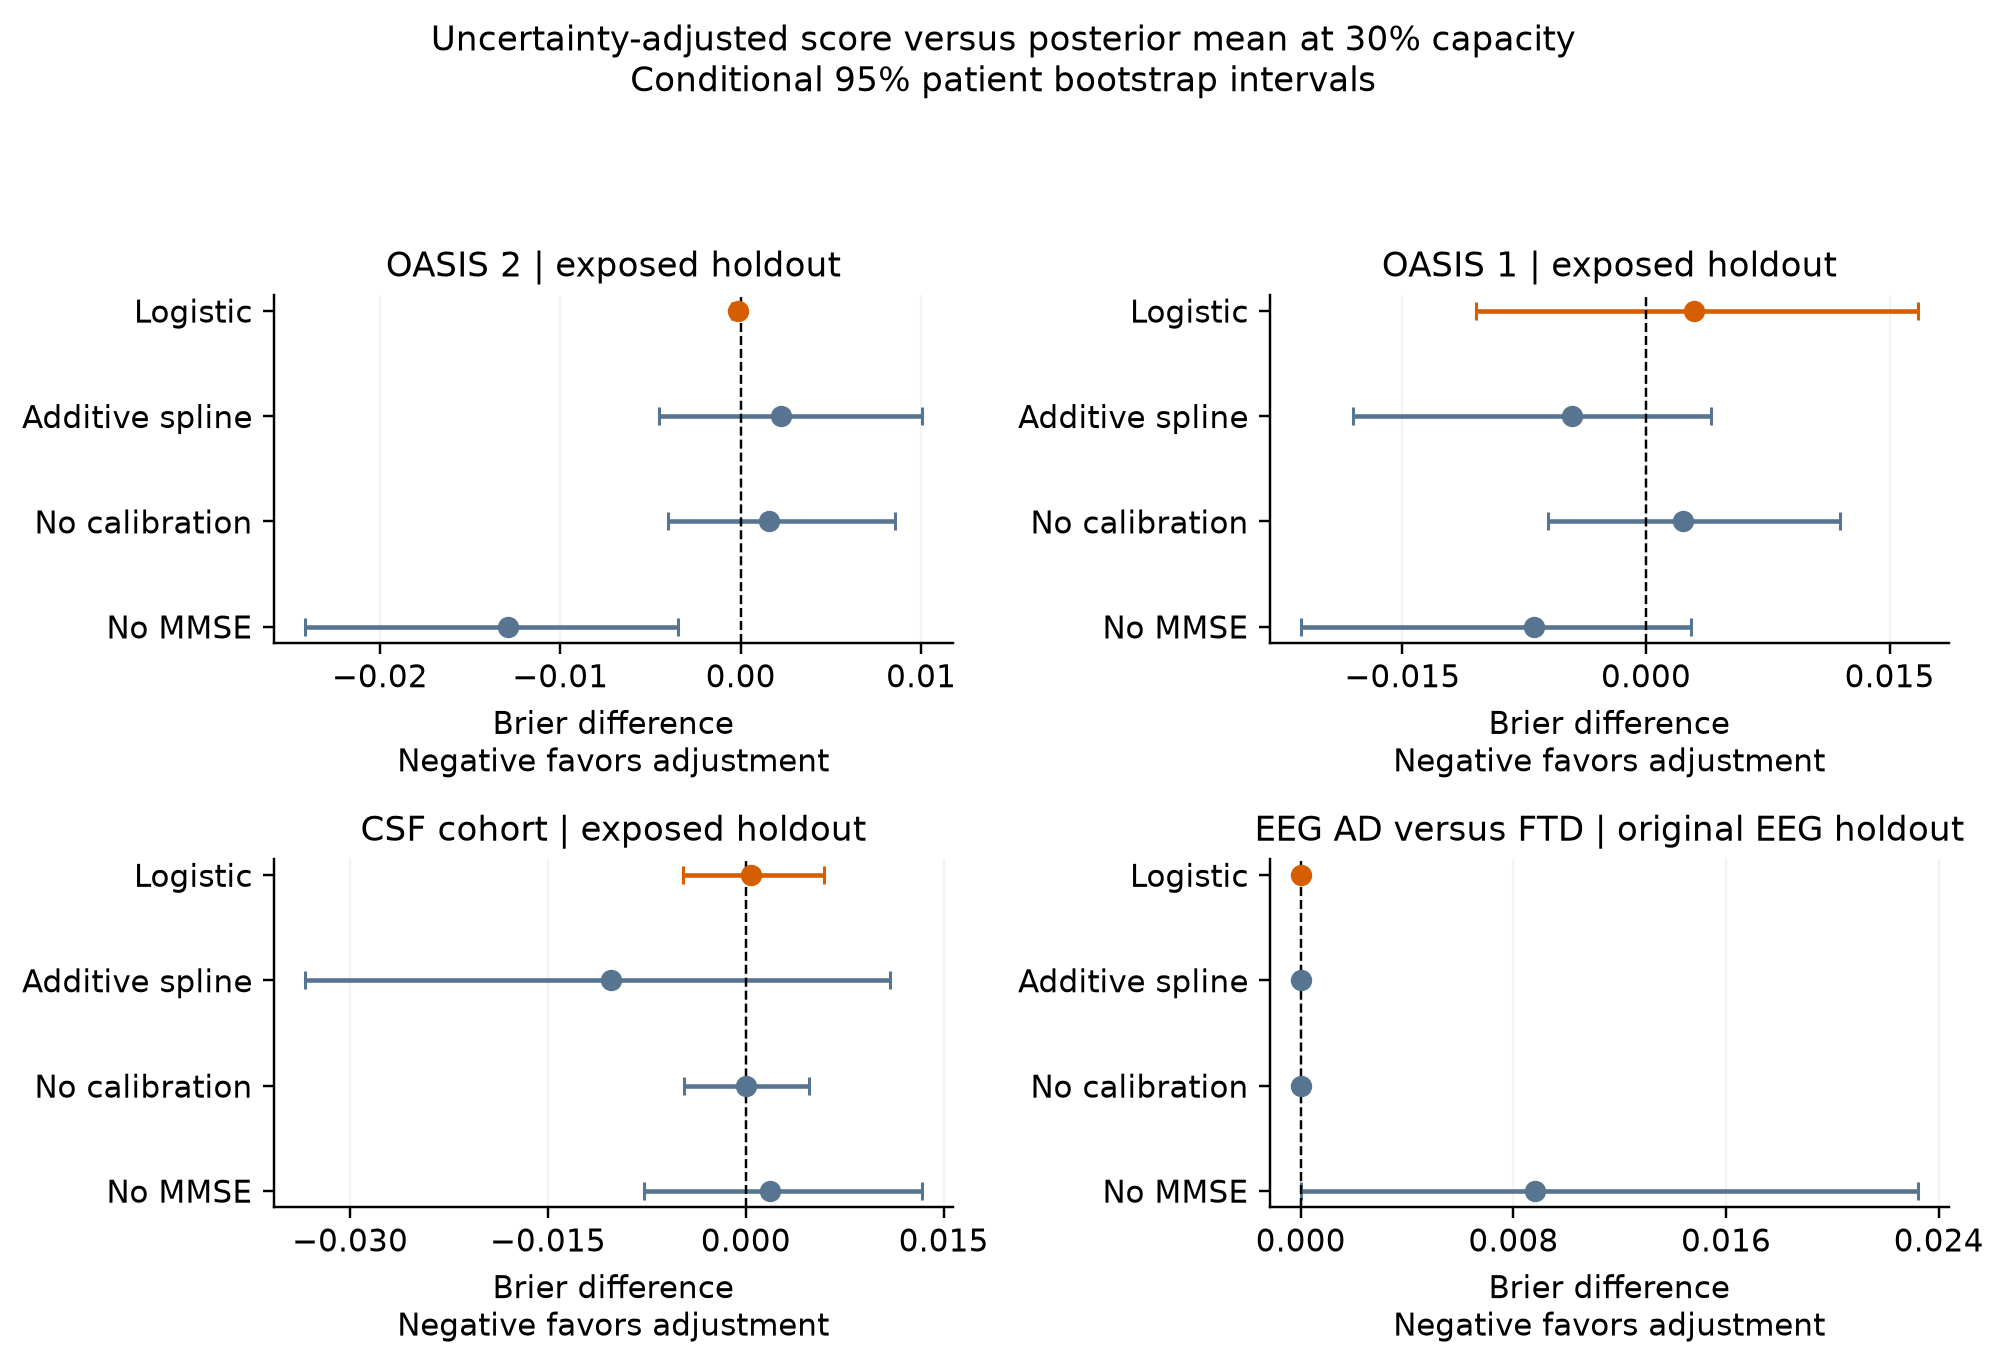 Uncertainty-adjusted score versus posterior mean at 30% capacity
Conditional 95% patient bootstrap intervals
OASIS 2 | exposed holdout
Logistic
Additive spline
No calibration
No MMSE
−0.02 −0.01 0.00 0.01
Brier difference
Negative favors adjustment
OASIS 1 | exposed holdout
Logistic
Additive spline
No calibration
No MMSE
−0.015 0.000 0.015
Brier difference
Negative favors adjustment
CSF cohort | exposed holdout
Logistic
Additive spline
No calibration
No MMSE
−0.030 −0.015 0.000 0.015
Brier difference
Negative favors adjustment
EEG AD versus FTD | original EEG holdout
Logistic
Additive spline
No calibration
No MMSE
0.000 0.008 0.016 0.024
Brier difference
Negative favors adjustment